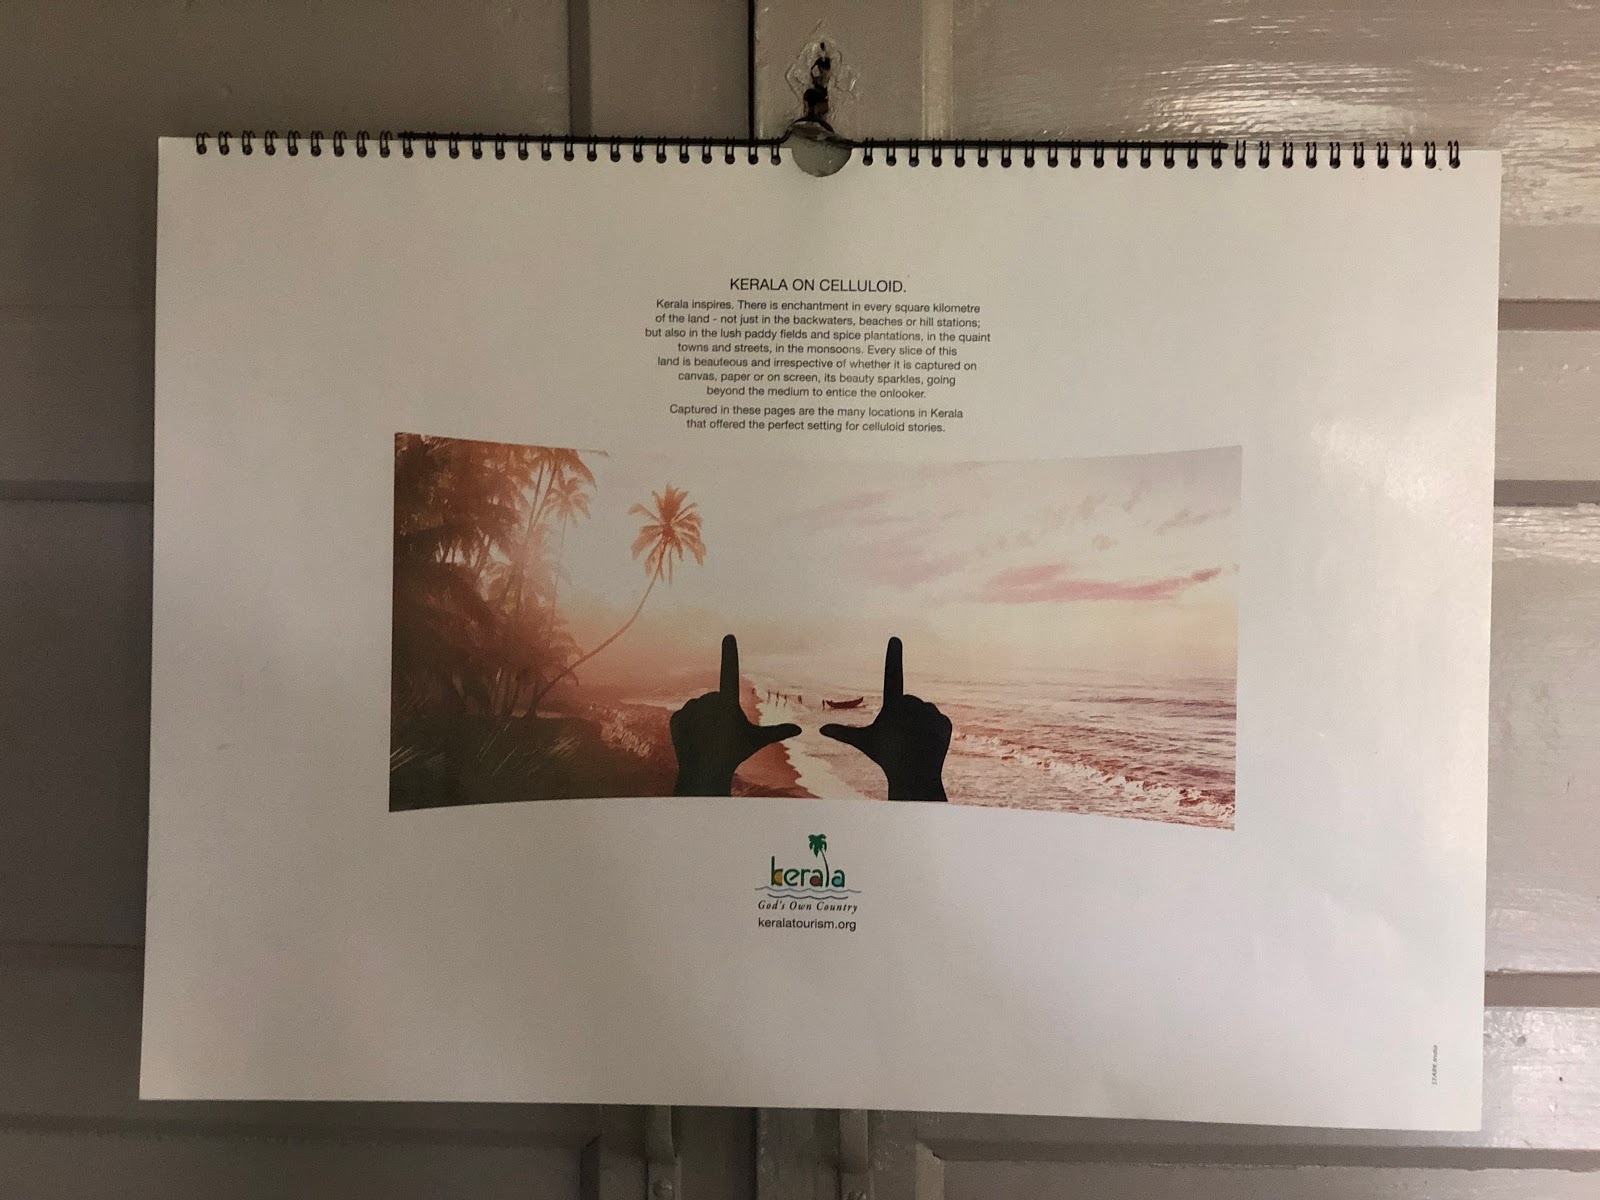 KERALA ON CELLULOID.
Kerala inspires. There is enchantment in every square kilometre
of the land - not just in the backwaters, beaches or hill stations;
but also in the lush paddy fields and spice plantations, in the quaint
towns and streets, in the monsoons. Every slice of this
land is beauteous and irrespective of whether it is captured on
canvas, paper or on screen, its beauty sparkles, going
beyond the medium to entice the onlooker.
Captured in these pages are the many locations in Kerala
that offered the perfect setting for celluloid stories.
kerala
God's Own Country
keralatourism.org